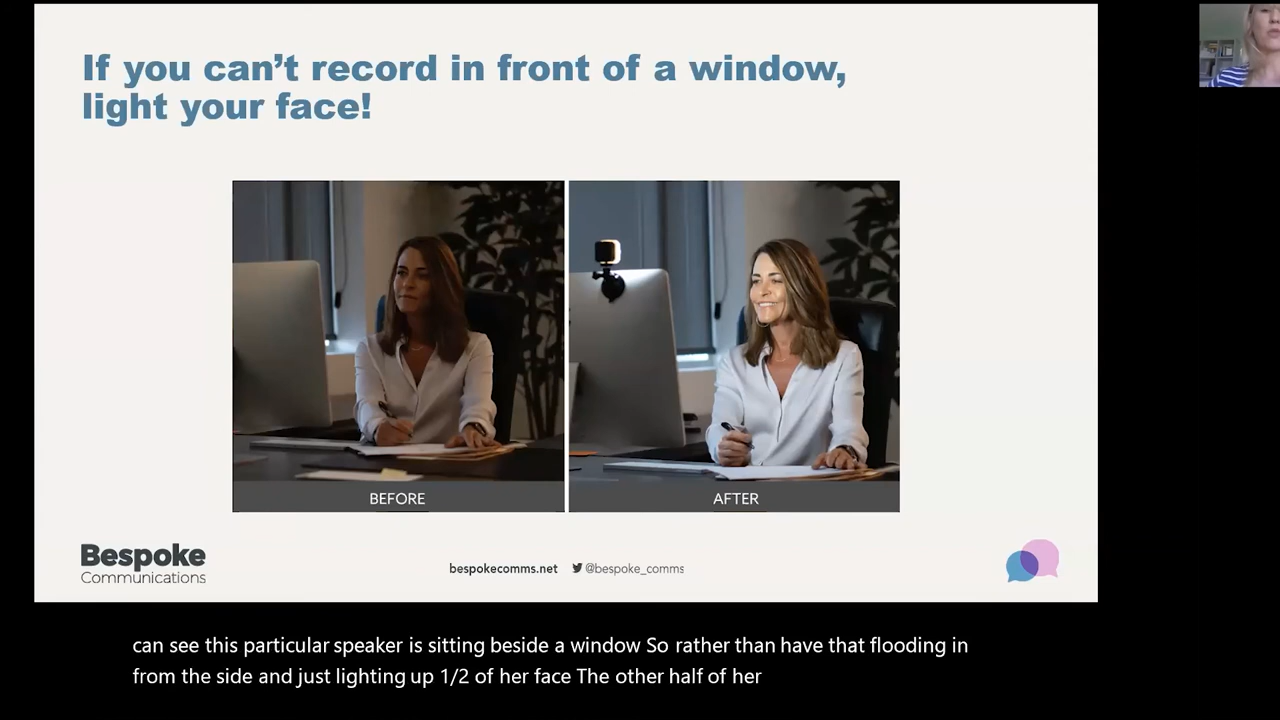 If you can't record in front of a window,
light your face!
BEFORE
AFTER
Bespoke
Communications
bespokecomms.net
@bespoke_comms
can see this particular speaker is sitting beside a window So rather than have that flooding in
from the side and just lighting up 1/2 of her face The other half of her